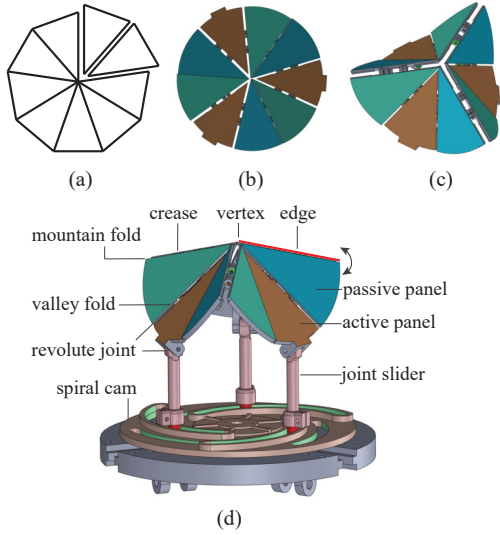 (a)
(b)
(c)
crease
vertex
edge
mountain fold
valley fold
passive panel
active panel
revolute joint
joint slider
spiral cam
(d)